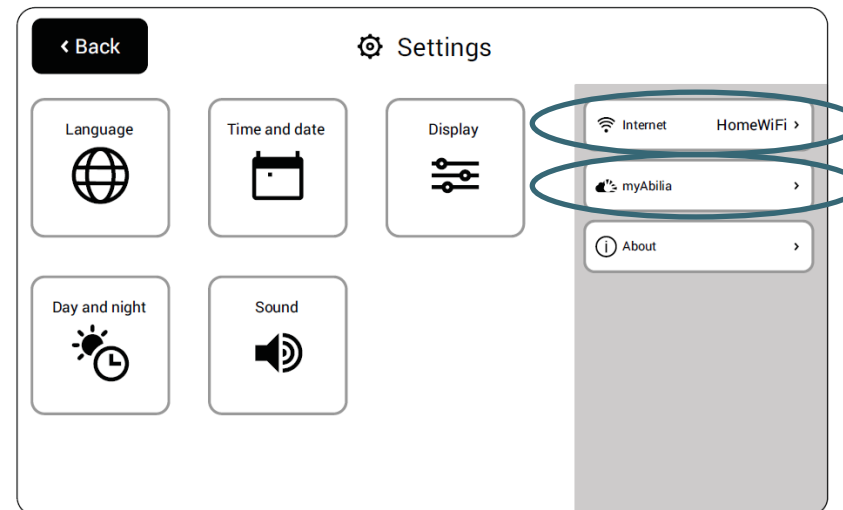 Back
Settings
Language
Time and date
Display
Day and night
Sound
Internet HomeWiFi
myAbilia
About